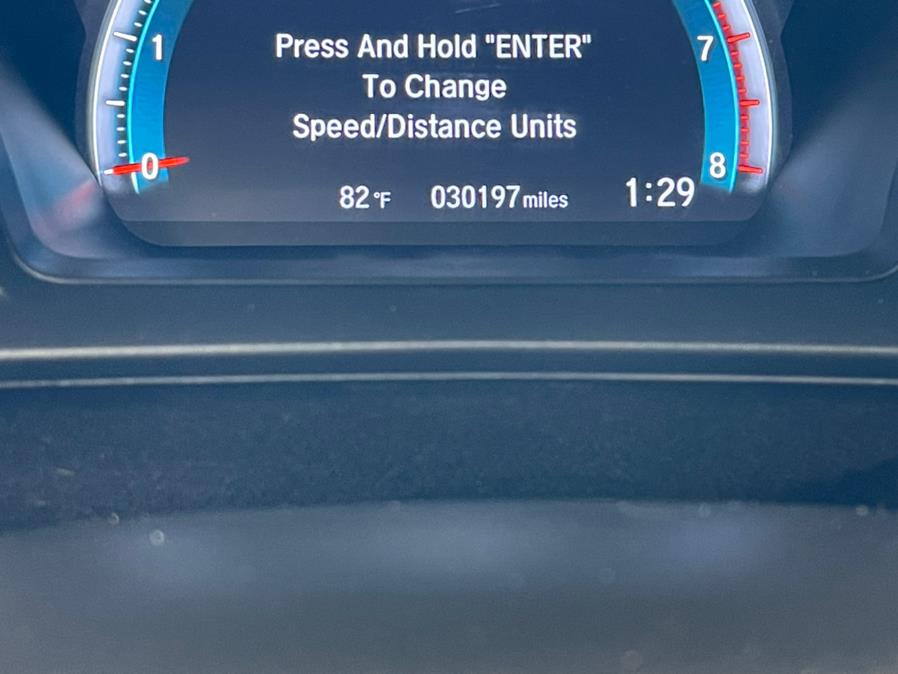 1
7
Press And Hold "ENTER"
To Change
Speed/Distance Units
0
8
82°F 030197 miles 1:29